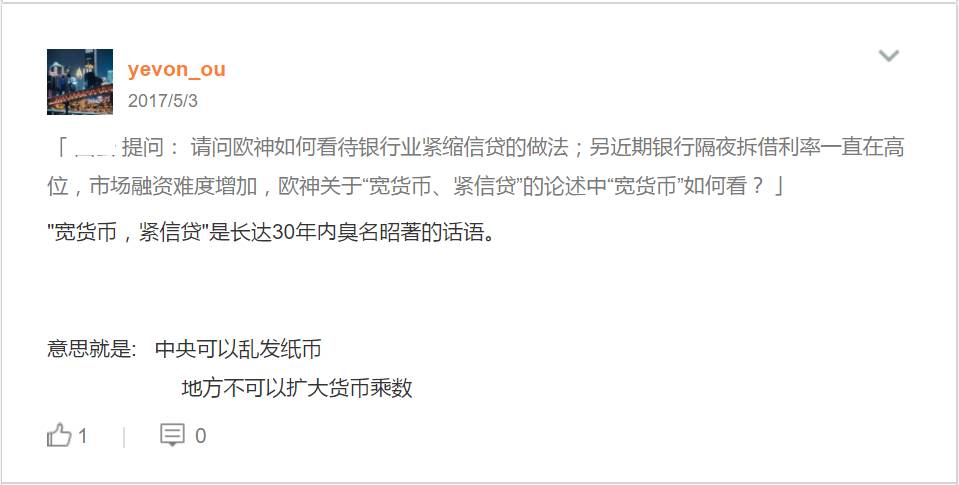 yevon_ou
2017/5/3
「 提问： 请问欧神如何看待银行业紧缩信贷的做法；另近期银行隔夜拆借利率一直在高
位，市场融资难度增加，欧神关于“宽货币、紧信贷”的论述中“宽货币”如何看？」
"宽货币，紧信贷"是长达30年内臭名昭著的话语。
意思就是: 中央可以乱发纸币
地方不可以扩大货币乘数
1
0